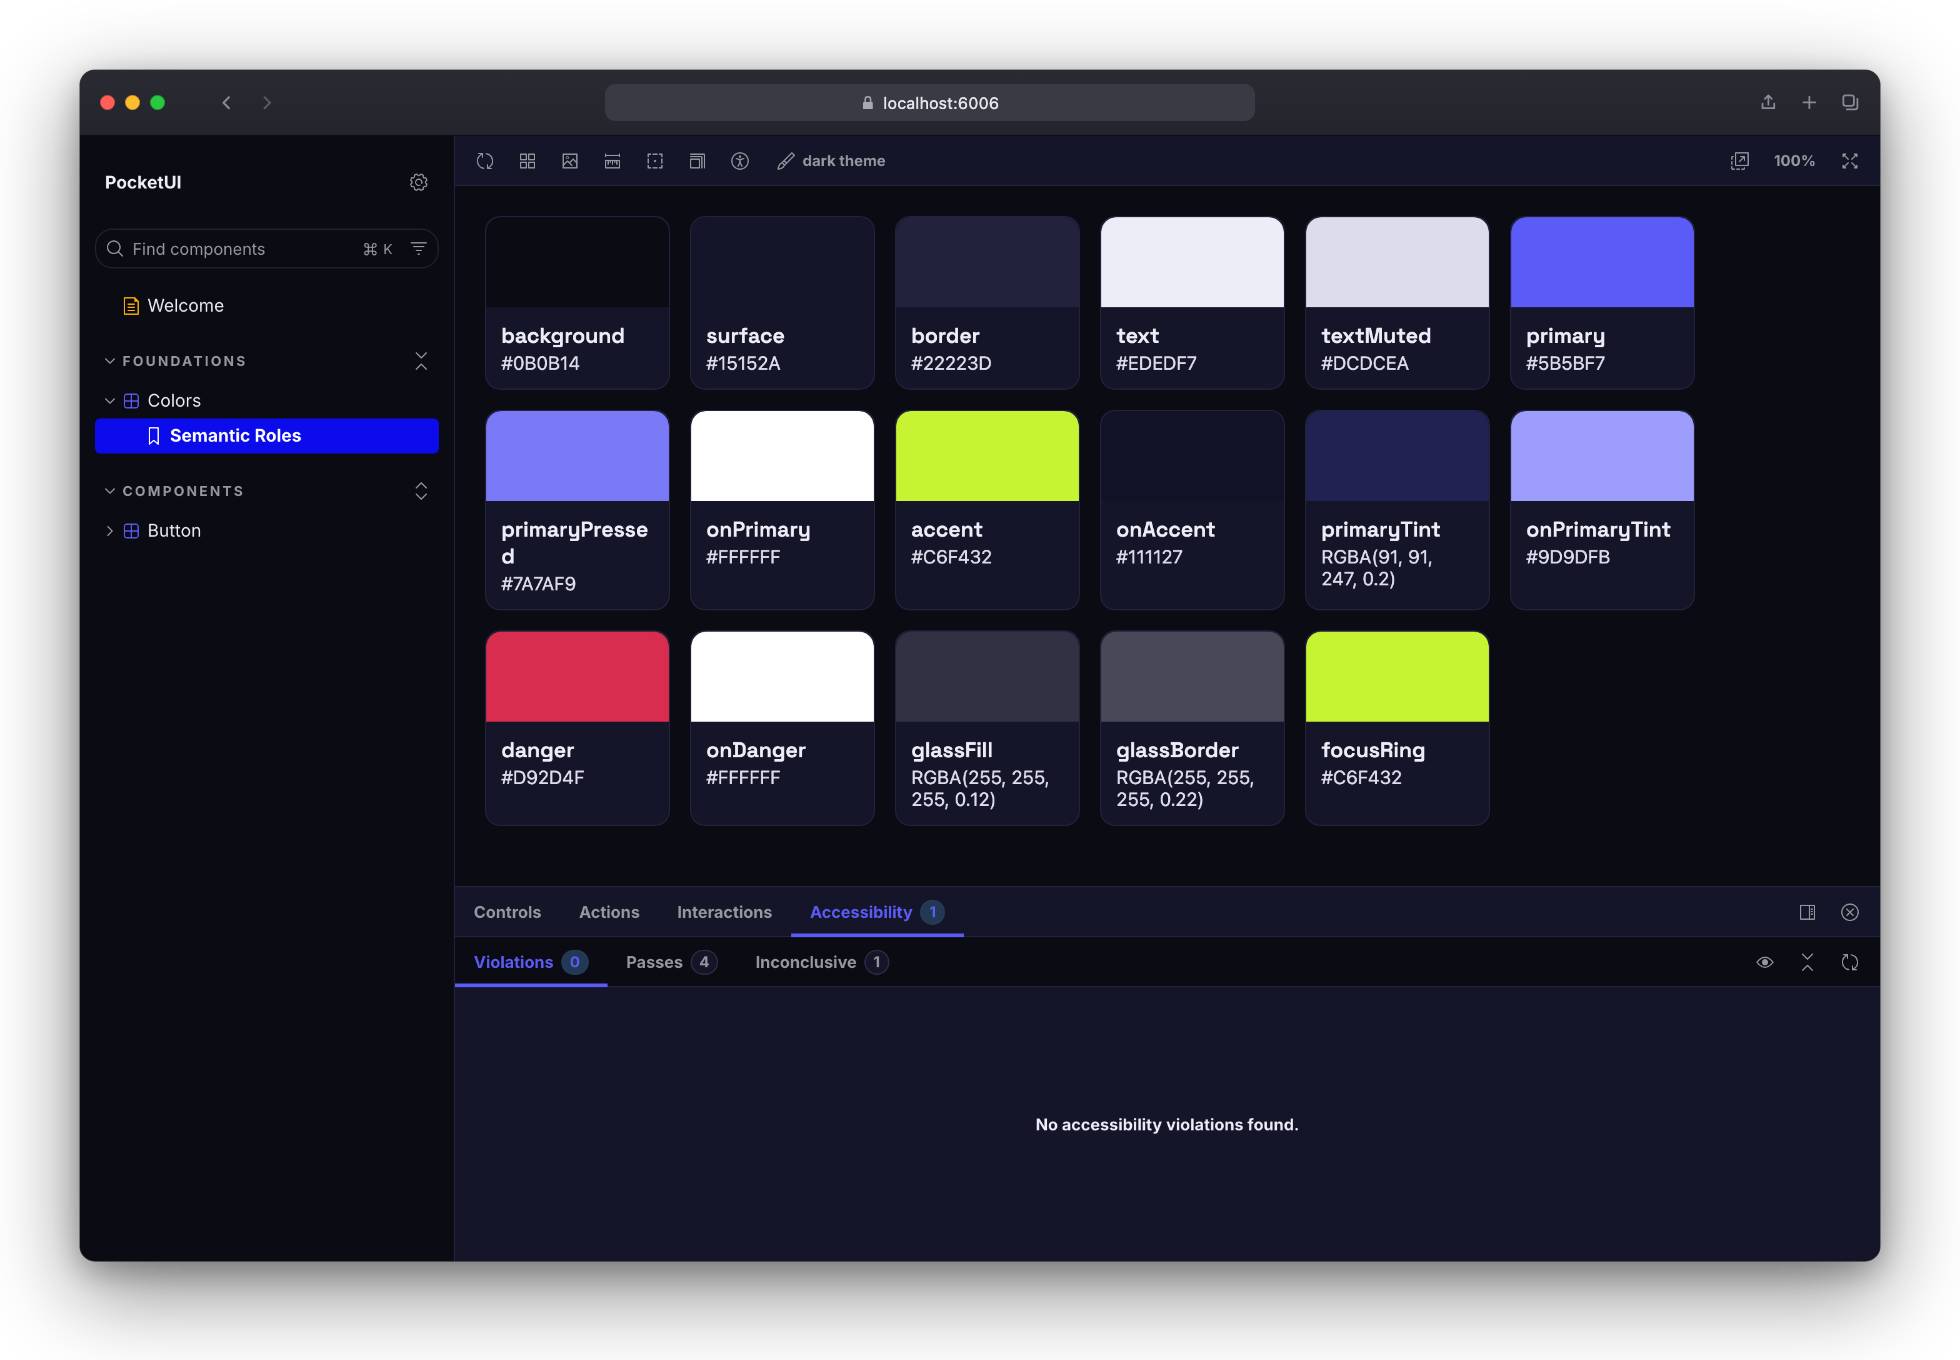 localhost:6006
PocketUI
Find components
⌘ K
Welcome
FOUNDATIONS
Colors
Semantic Roles
COMPONENTS
Button
dark theme
100%
background
#0B0B14
surface
#15152A
border
#22223D
text
#EDEDF7
textMuted
#DCDCEA
primary
#5B5BF7
primaryPresse
d
#7A7AF9
onPrimary
#FFFFFF
accent
#C6F432
onAccent
#111127
primaryTint
RGBA(91, 91,
247, 0.2)
onPrimaryTint
#9D9DFB
danger
#D92D4F
onDanger
#FFFFFF
glassFill
RGBA(255, 255,
255, 0.12)
glassBorder
RGBA(255, 255,
255, 0.22)
focusRing
#C6F432
Controls
Actions
Interactions
Accessibility 1
Violations 0
Passes 4
Inconclusive 1
No accessibility violations found.